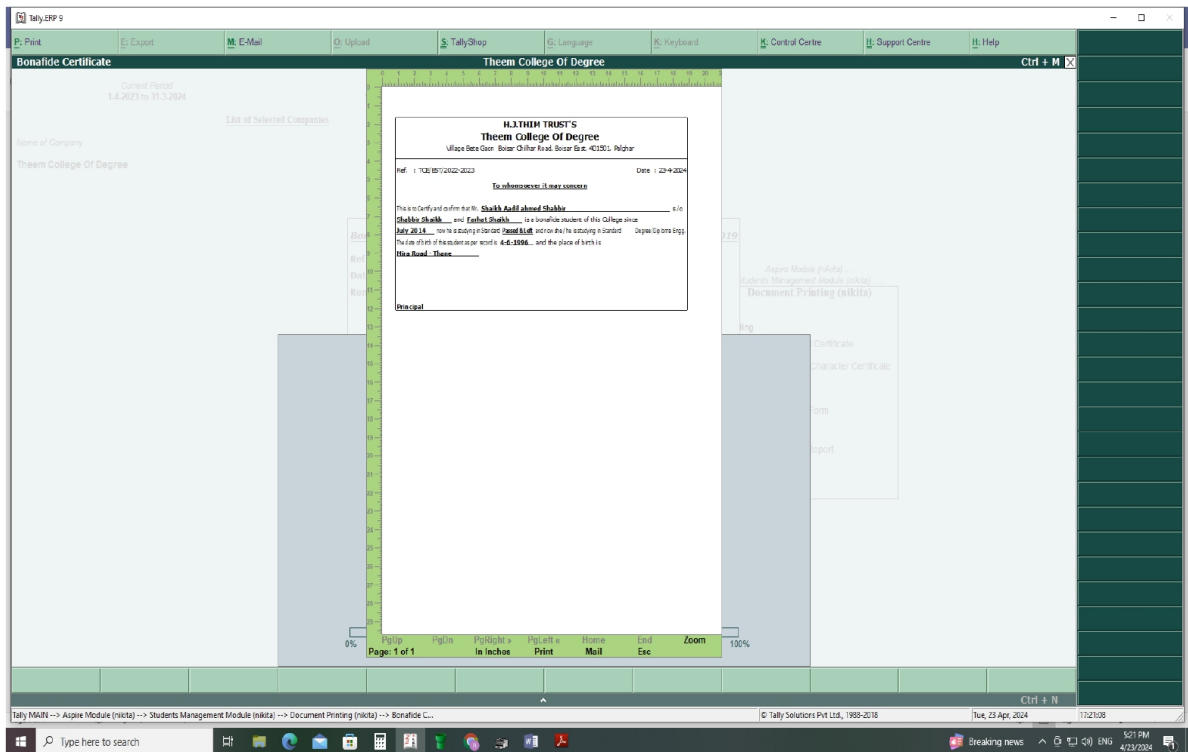 Tally.ERP 9
P: Print E: Export M: E-Mail O: Upload S: TallyShop G: Language K: Keyboard K: Control Centre H: Support Centre H: Help
Bonafide Certificate Theem College Of Degree Ctrl + M X
Current Period
1-4-2023 to 31-3-2024
List of Selected Companies
Name of Company
Theem College Of Degree
H.J.THIM TRUST'S
Theem College Of Degree
Village Betegaon Boisar Chilhar Road, Boisar East. 401501. Palghar
Ref. : TCE/EST/2022-2023 Date : 23-4-2024
To whomsoever it may concern
This is to Certify and confirm that Mr. Shaikh Aadil ahmed Shabbir s/o
Shabbir Shaikh and Farhat Shaikh is a bonafide student of this College since
July 2014 now he is studying in Standard Passed & Left and now she / he is studying in Standard Degree/Diploma Engg.
The date of birth of this student as per record is 4-6-1996 and the place of birth is
Mira Road - Thane
Principal
Aspire Module (nikita) ...
Students Management Module (nikita)
Document Printing (nikita)
Certificate
Character Certificate
Form
Report
0% 100%
PgUp PgDn PgRight » PgLeft « Home End Zoom
Page: 1 of 1 In Inches Print Mail Esc
Ctrl + N
Tally MAIN --> Aspire Module (nikita) --> Students Management Module (nikita) --> Document Printing (nikita) --> Bonafide C... © Tally Solutions Pvt Ltd., 1988-2018 Tue, 23 Apr, 2024 17:21:08
Type here to search Breaking news ENG 5:21 PM
4/23/2024